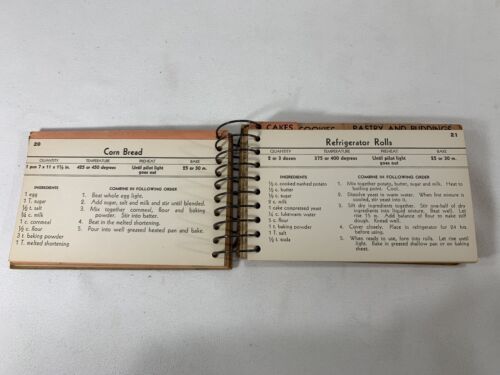 20
Corn Bread
QUANTITY TEMPERATURE PREHEAT BAKE
1 pan 7 x 11 x 1½ in. 425 or 450 degrees Until pilot light goes out 25 or 30 m.
INGREDIENTS
1 egg
1 T. sugar
½ t. salt
¾ c. milk
1 c. cornmeal
½ c. flour
3 t. baking powder
1 T. melted shortening
COMBINE IN FOLLOWING ORDER
1. Beat whole egg light.
2. Add sugar, salt and milk and stir until blended.
3. Mix together cornmeal, flour and baking
powder. Stir into batter.
4. Add melted shortening.
5. Pour into well greased heated pan and bake.
CAKES COOKIES PASTRY AND PUDDINGS
21
Refrigerator Rolls
QUANTITY TEMPERATURE PREHEAT BAKE
2 or 3 dozen 375 or 400 degrees Until pilot light goes out 25 or 30 m.
INGREDIENTS
½ c. cooked mashed potato
½ c. butter
½ c. sugar
2 c. milk
1 cake compressed yeast
¼ c. lukewarm water
flour
1 t. baking powder
1 T. salt
½ t. soda
COMBINE IN FOLLOWING ORDER
1. Mix together potato, butter, sugar and milk. Heat to
boiling point. Cool.
2. Dissolve yeast in water. When lime mixture is
cooled, stir yeast into it.
3. Sift dry ingredients together. Stir one-half of dry
ingredients into liquid mixture. Beat well. Let
rise 1½ hr. Add balance of flour to make soft
dough. Knead well.
4. Cover closely. Place in refrigerator for 24 hrs
before using.
5. When ready to use, form into rolls. Let rise until
light. Bake in greased shallow pan or on baking
sheet.